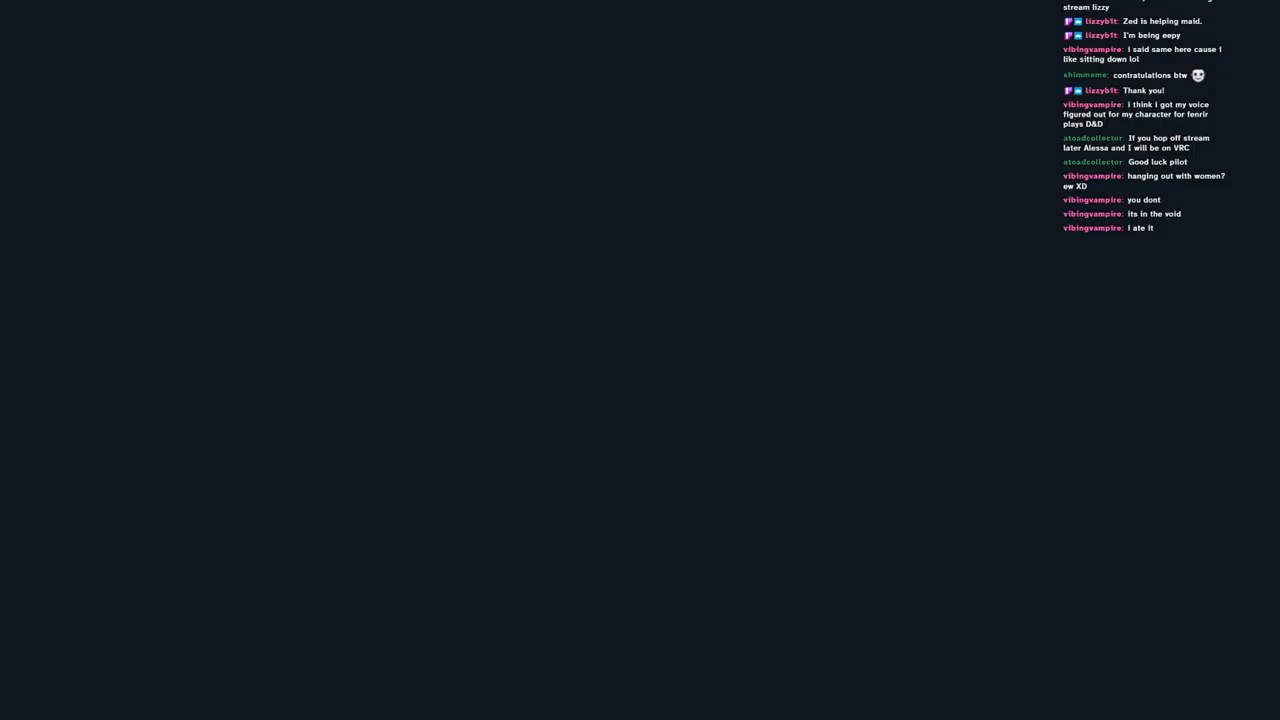 stream lizzy
lizzyb1t: Zed is helping maid.
lizzyb1t: I'm being eepy
vibingvampire: i said same here cause i
like sitting down lol
shimmeme: contratulations btw
lizzyb1t: Thank you!
vibingvampire: i think i got my voice
figured out for my character for fenrir
plays D&D
atoadcollector: If you hop off stream
later Alessa and I will be on VRC
atoadcollector: Good luck pilot
vibingvampire: hanging out with women?
ew XD
vibingvampire: you dont
vibingvampire: its in the void
vibingvampire: i ate it